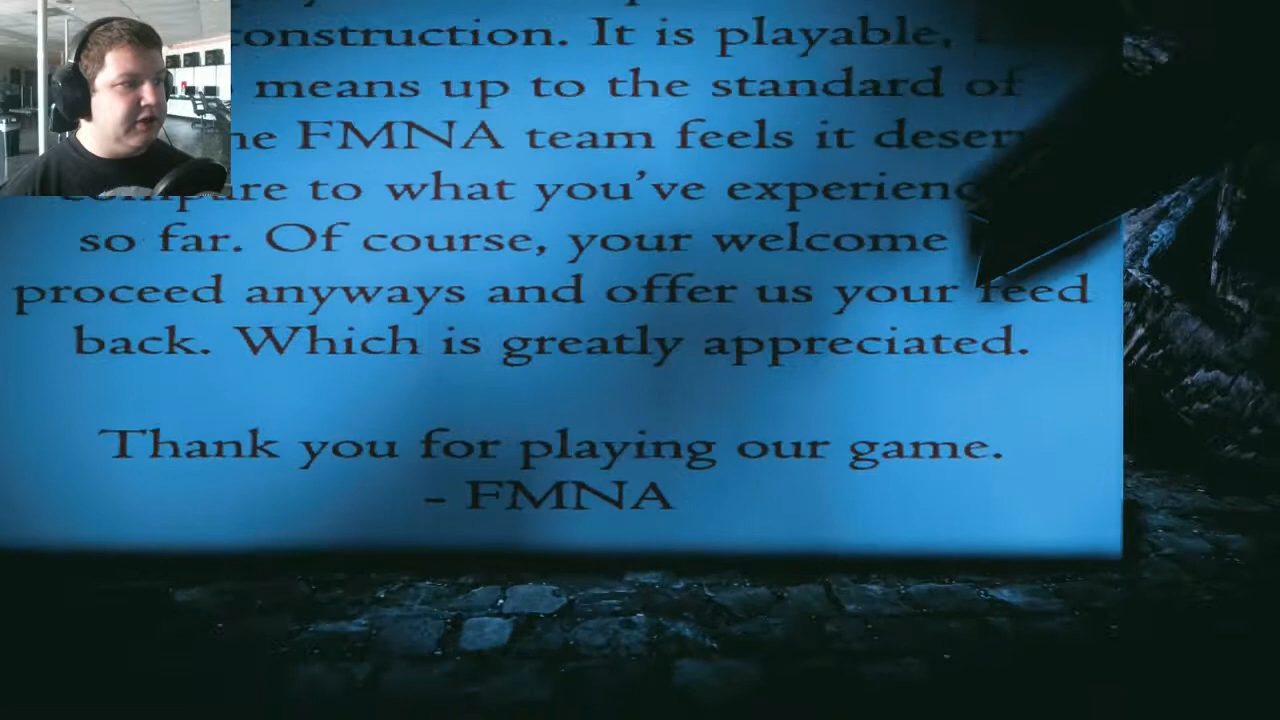 construction. It is playable,
means up to the standard of
FMNA team feels it
to what you've
so far. Of course, your welcome
proceed anyways and offer us your feed
back. Which is greatly appreciated.
Thank you for playing our game.
- FMNA